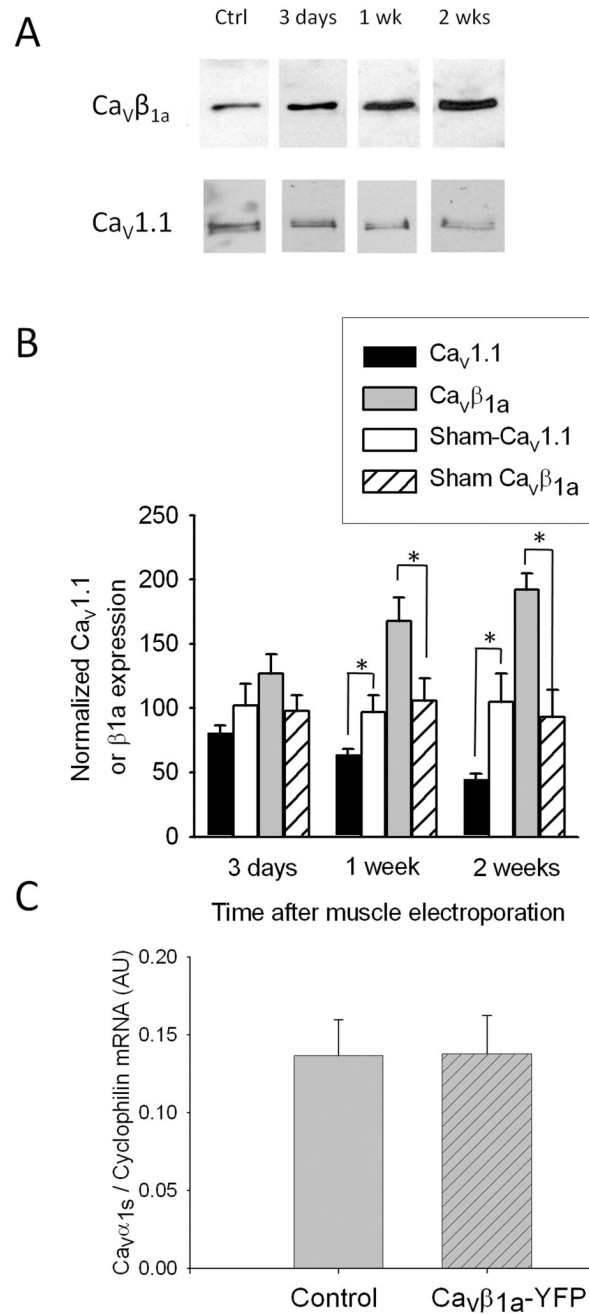 A
Ctrl 3 days 1 wk 2 wks
CaVβ1a
CaV1.1
B
Cav1.1
Cavβ1a
Sham-Cav1.1
Sham Cavβ1a
Normalized Cav1.1
or β1a expression
250
200
150
100
50
0
* * * *
3 days 1 week 2 weeks
Time after muscle electroporation
C
Cavα1s / Cyclophilin mRNA (AU)
0.20
0.15
0.10
0.05
0.00
Control Cavβ1a-YFP